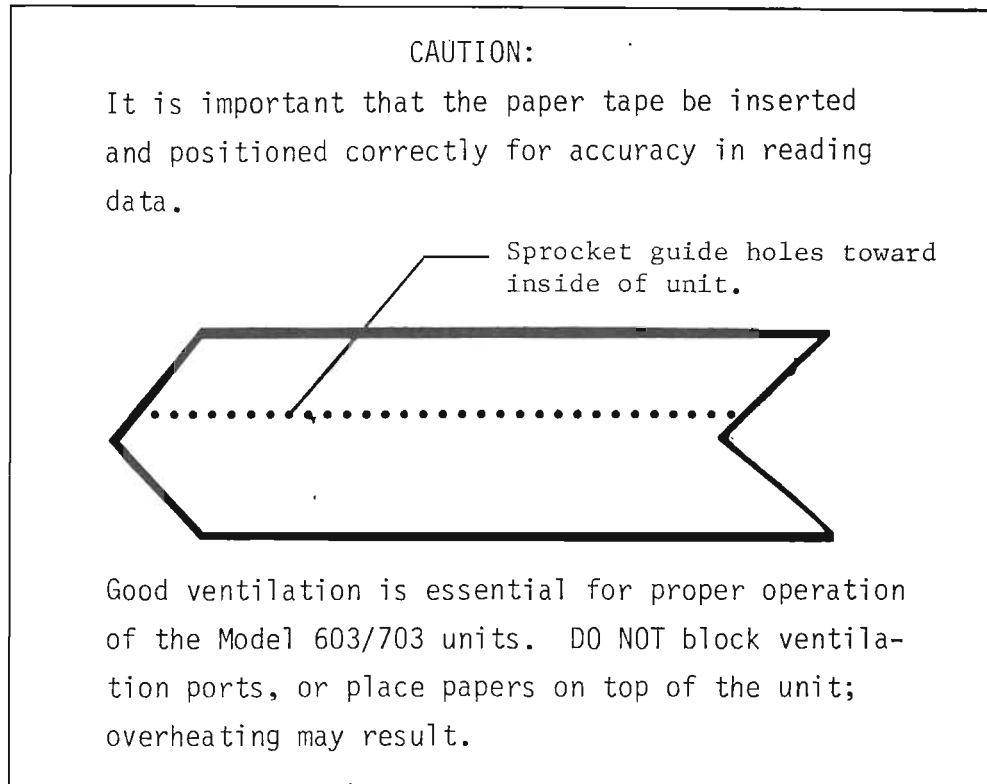 CAUTION:
It is important that the paper tape be inserted
and positioned correctly for accuracy in reading
data.
Sprocket guide holes toward
inside of unit.
Good ventilation is essential for proper operation
of the Model 603/703 units.  DO NOT block ventila-
tion ports, or place papers on top of the unit;
overheating may result.